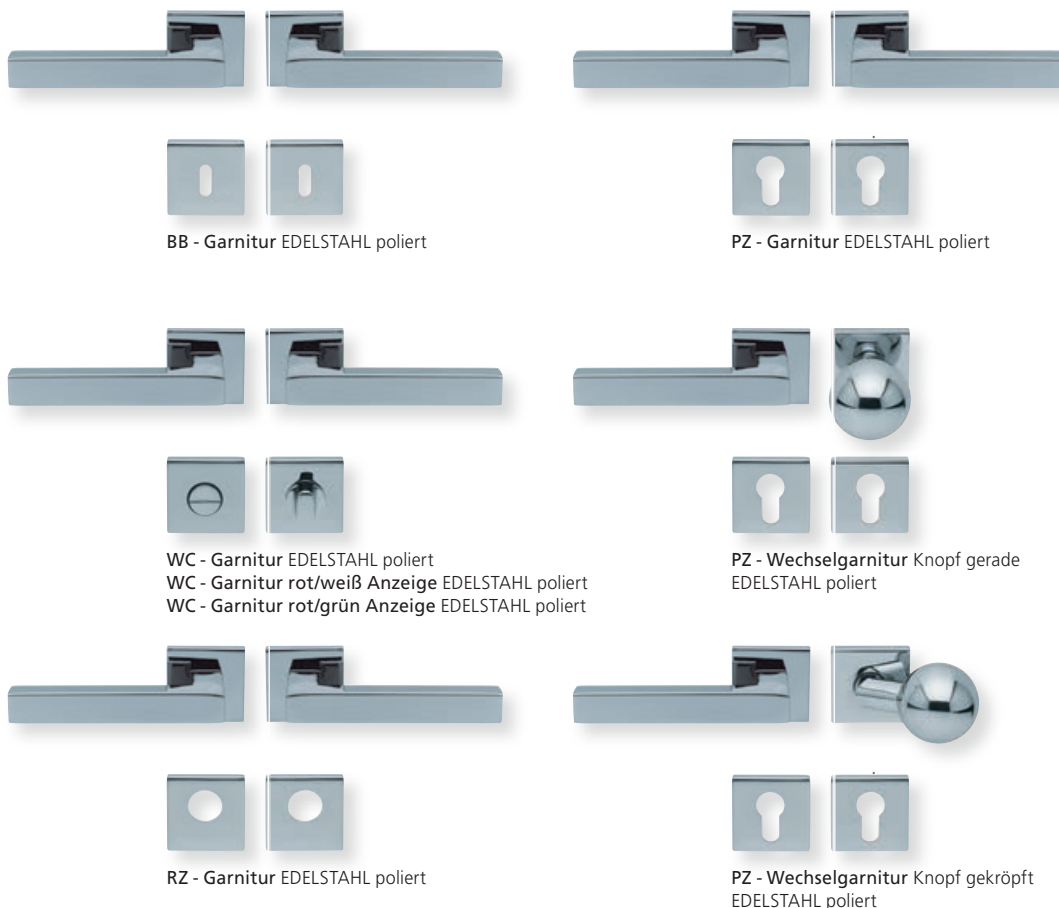 BB - Garnitur EDELSTAHL poliert
PZ - Garnitur EDELSTAHL poliert
WC - Garnitur EDELSTAHL poliert
WC - Garnitur rot/weiß Anzeige EDELSTAHL poliert
WC - Garnitur rot/grün Anzeige EDELSTAHL poliert
PZ - Wechselgarnitur Knopf gerade
EDELSTAHL poliert
RZ - Garnitur EDELSTAHL poliert
PZ - Wechselgarnitur Knopf gekröpft
EDELSTAHL poliert